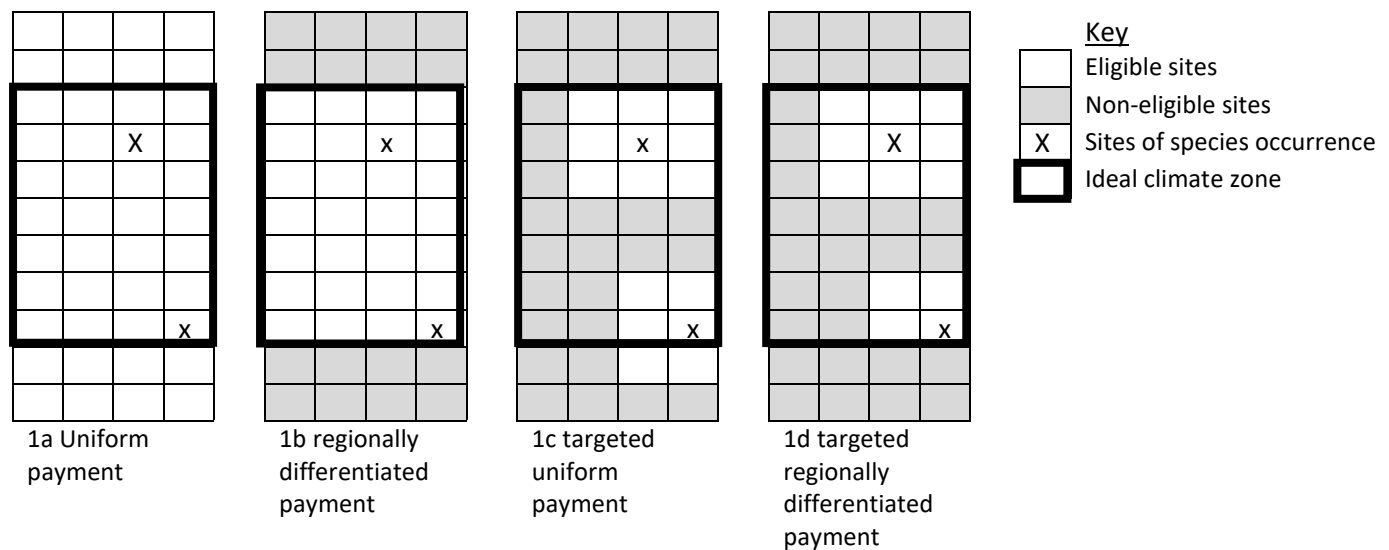 Key
Eligible sites
Non-eligible sites
X Sites of species occurrence
Ideal climate zone
X
x
x
x
x
x
X
x
1a Uniform
payment
1b regionally
differentiated
payment
1c targeted
uniform
payment
1d targeted
regionally
differentiated
payment